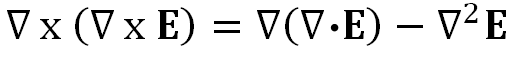 ∇ x (∇ x E) = ∇(∇·E) − ∇²E